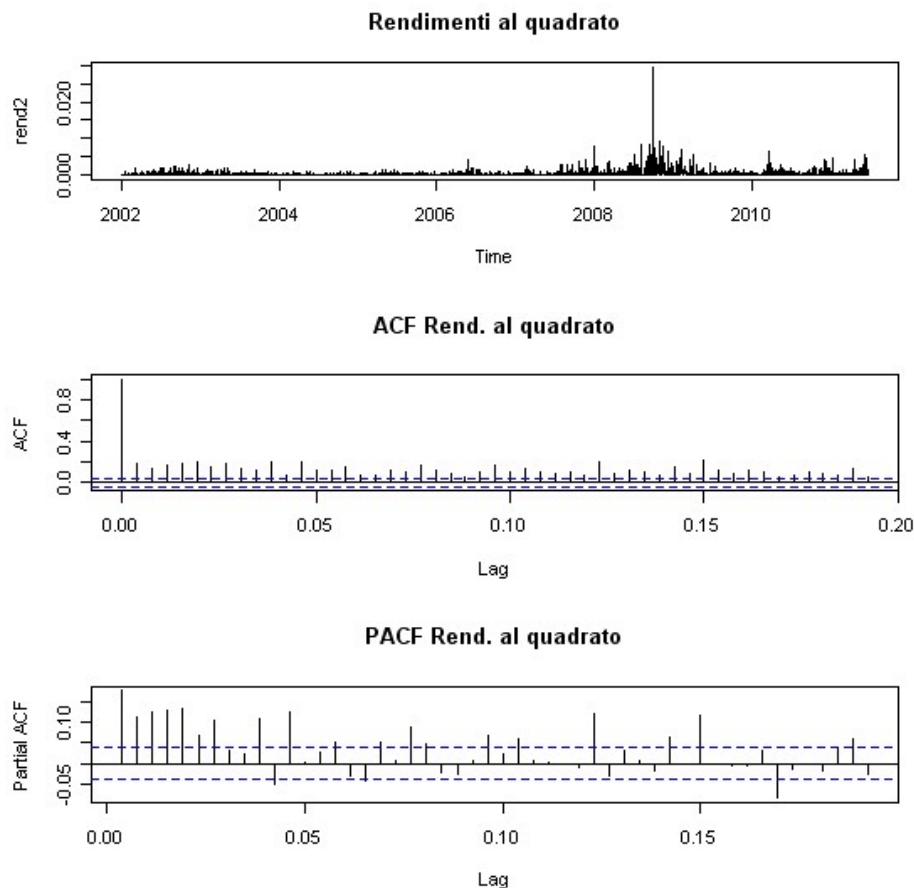 Rendimenti al quadrato
rend2
0.000 0.020
2002 2004 2006 2008 2010
Time
ACF Rend. al quadrato
ACF
0.0 0.4 0.8
0.00 0.05 0.10 0.15 0.20
Lag
PACF Rend. al quadrato
Partial ACF
-0.05 0.10
0.00 0.05 0.10 0.15
Lag